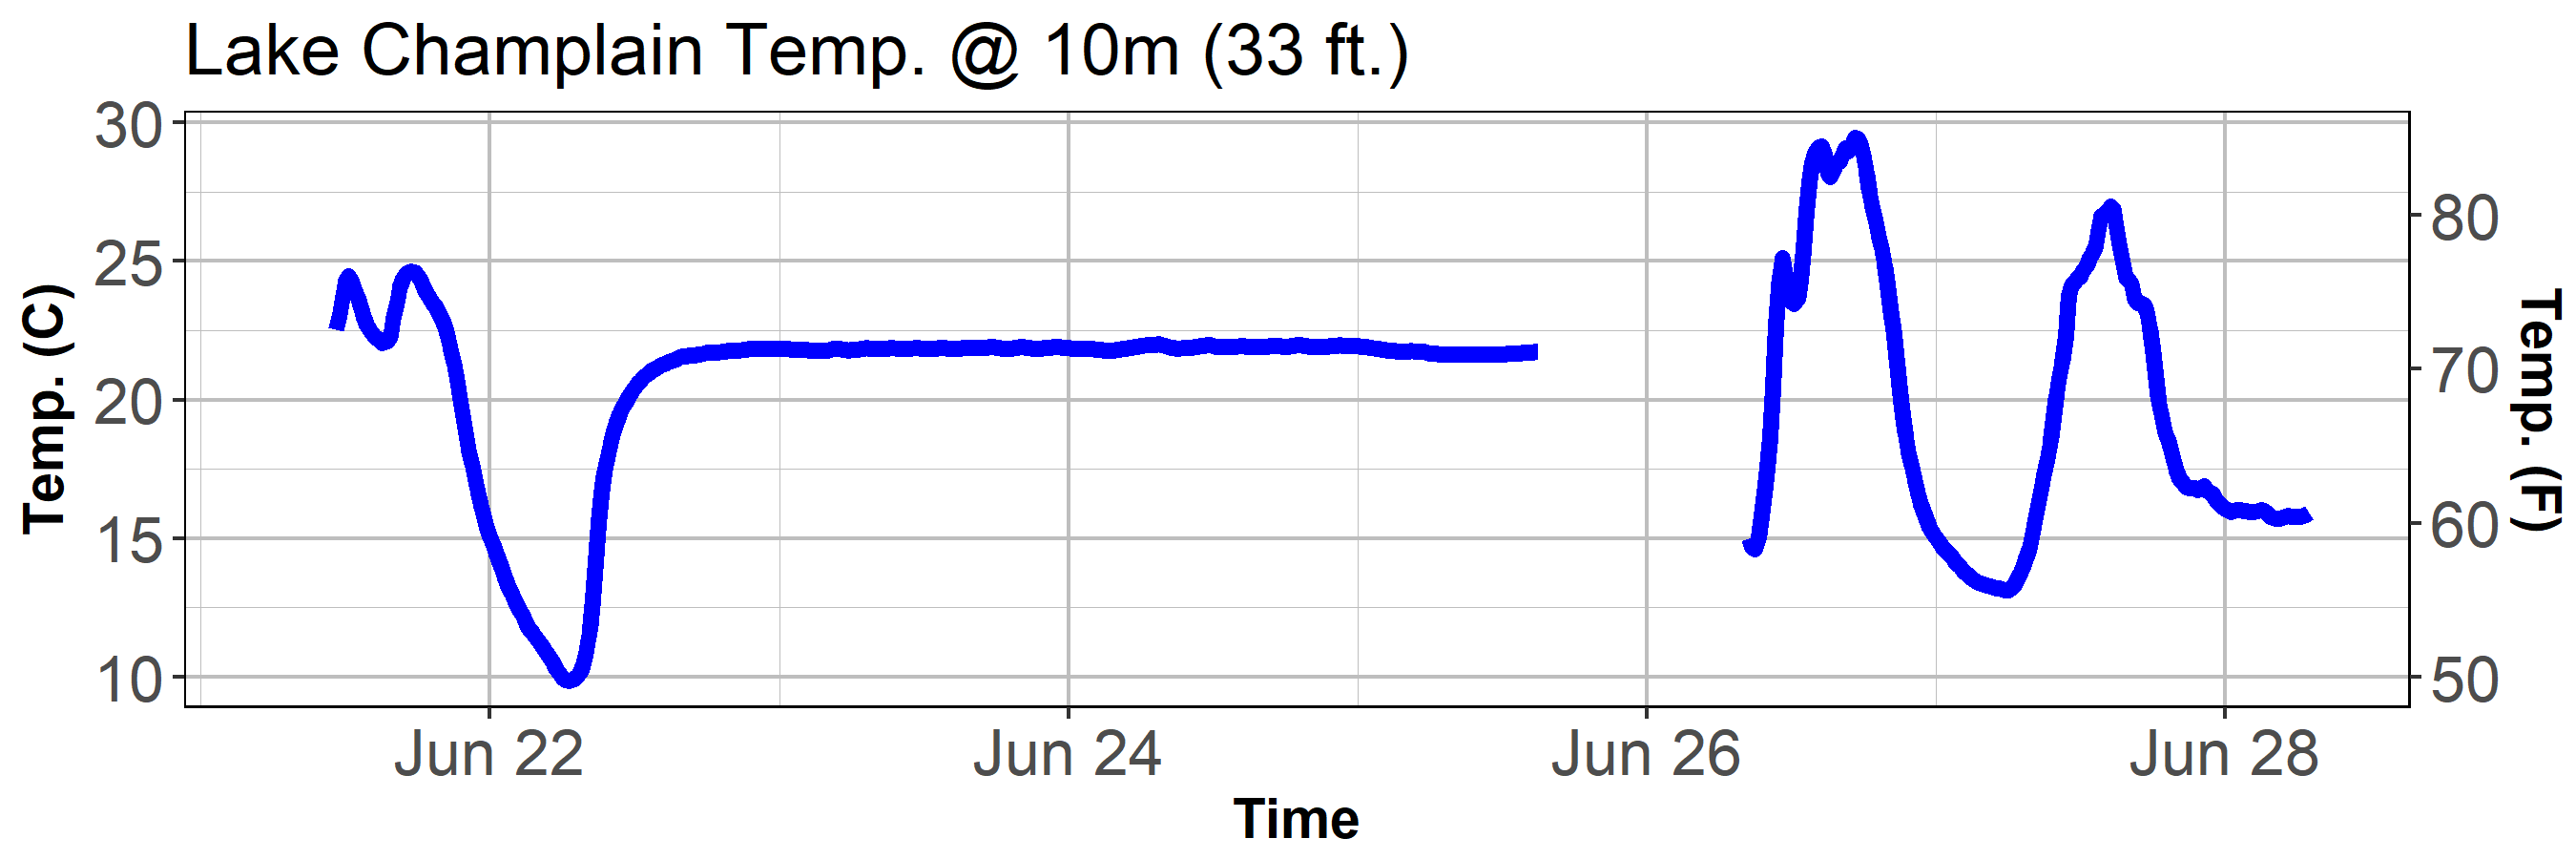 Lake Champlain Temp. @ 10m (33 ft.)
30
25
20
15
10
Temp. (C)
80
70
60
50
Temp. (F)
Jun 22
Jun 24
Jun 26
Jun 28
Time